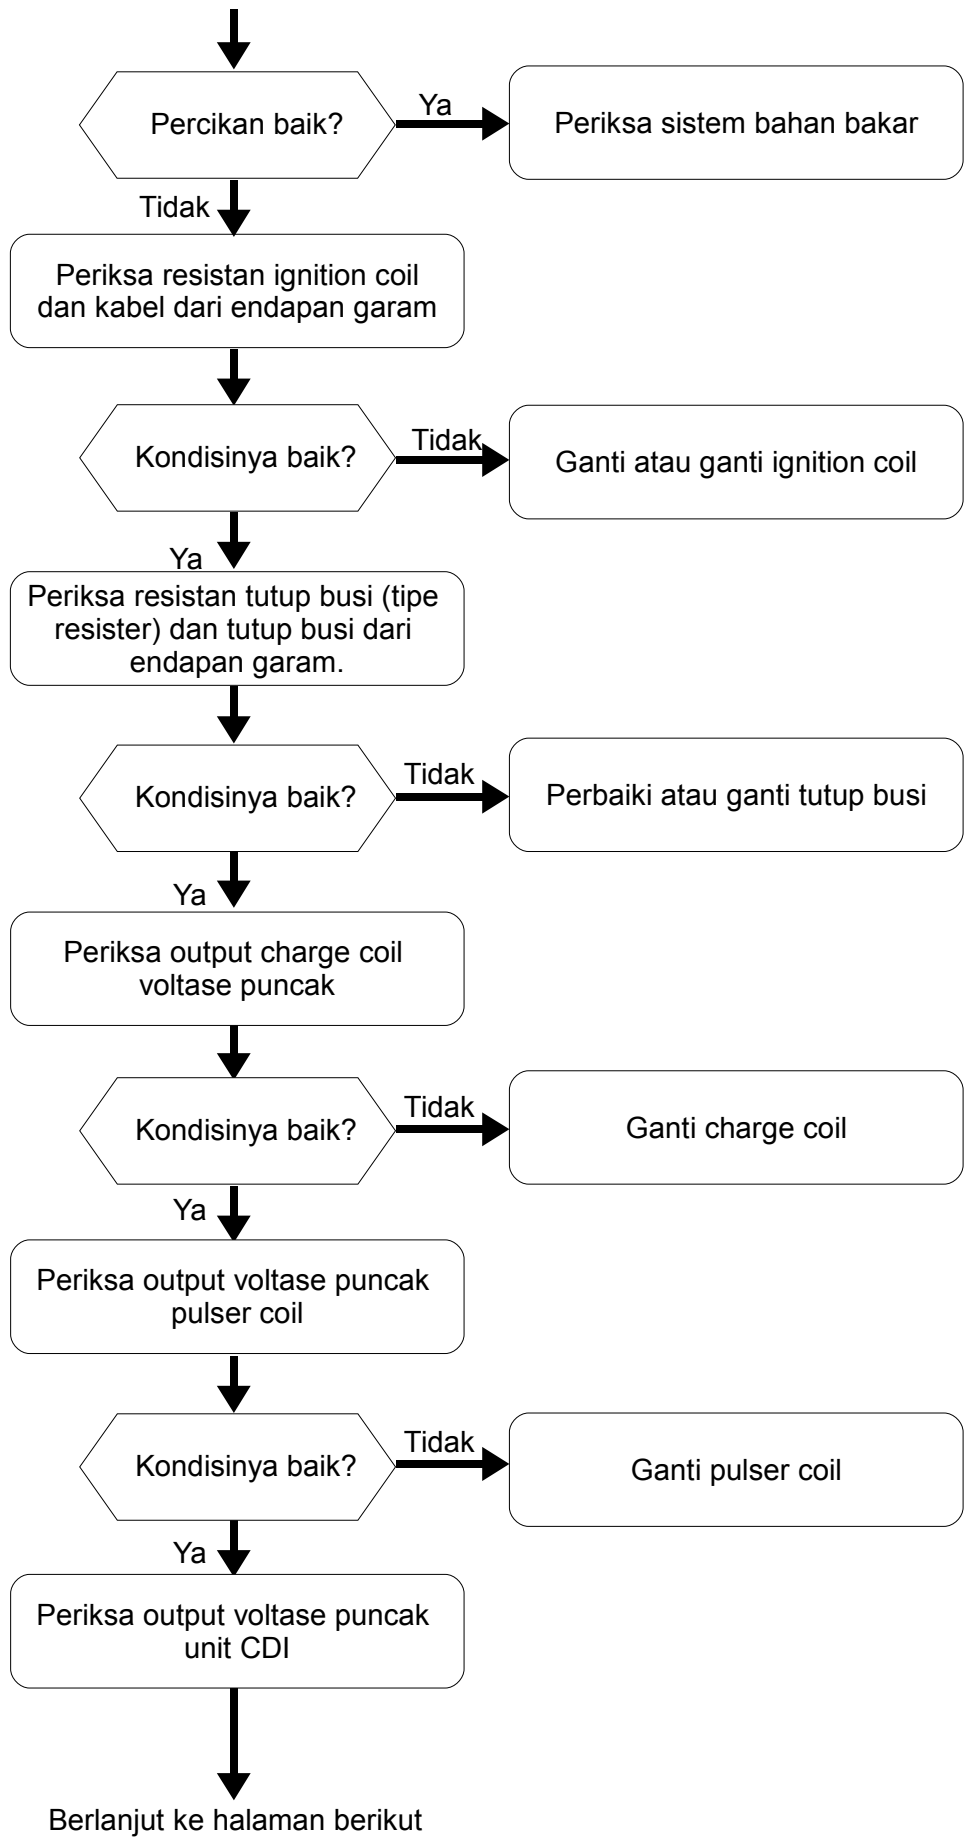 Percikan baik?
Ya
Periksa sistem bahan bakar
Tidak
Periksa resistan ignition coil
dan kabel dari endapan garam
Kondisinya baik?
Tidak
Ganti atau ganti ignition coil
Ya
Periksa resistan tutup busi (tipe
resister) dan tutup busi dari
endapan garam.
Kondisinya baik?
Tidak
Perbaiki atau ganti tutup busi
Ya
Periksa output charge coil
voltase puncak
Kondisinya baik?
Tidak
Ganti charge coil
Ya
Periksa output voltase puncak
pulser coil
Kondisinya baik?
Tidak
Ganti pulser coil
Ya
Periksa output voltase puncak
unit CDI
Berlanjut ke halaman berikut